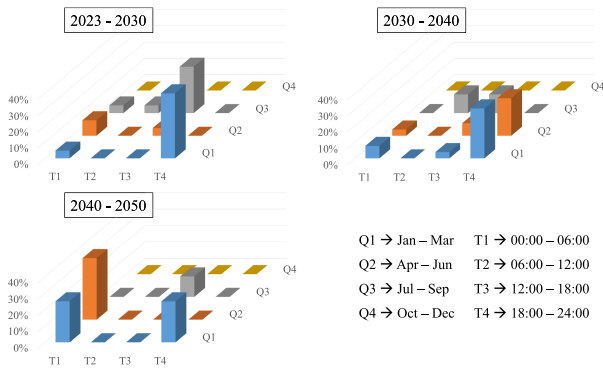 2023 - 2030
40%
30%
20%
10%
0%
T1 T2 T3 T4
Q1
Q2
Q3
Q4
2030 - 2040
40%
30%
20%
10%
0%
T1 T2 T3 T4
Q1
Q2
Q3
Q4
2040 - 2050
40%
30%
20%
10%
0%
T1 T2 T3 T4
Q1
Q2
Q3
Q4
Q1 → Jan – Mar T1 → 00:00 – 06:00
Q2 → Apr – Jun T2 → 06:00 – 12:00
Q3 → Jul – Sep T3 → 12:00 – 18:00
Q4 → Oct – Dec T4 → 18:00 – 24:00